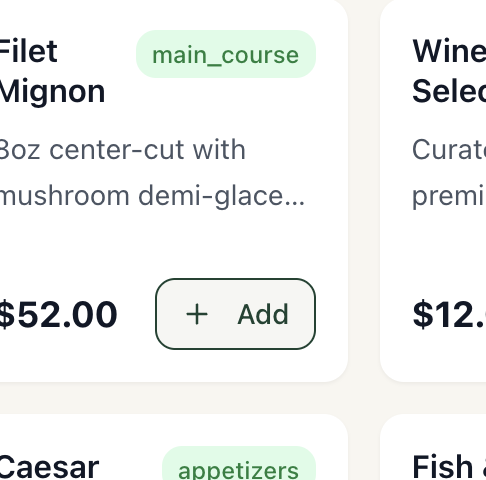 Filet
Mignon
main_course
8oz center-cut with
mushroom demi-glace...
$52.00
+ Add
Wine
Selec
Curate
premi
$12.
Caesar
appetizers
Fish &